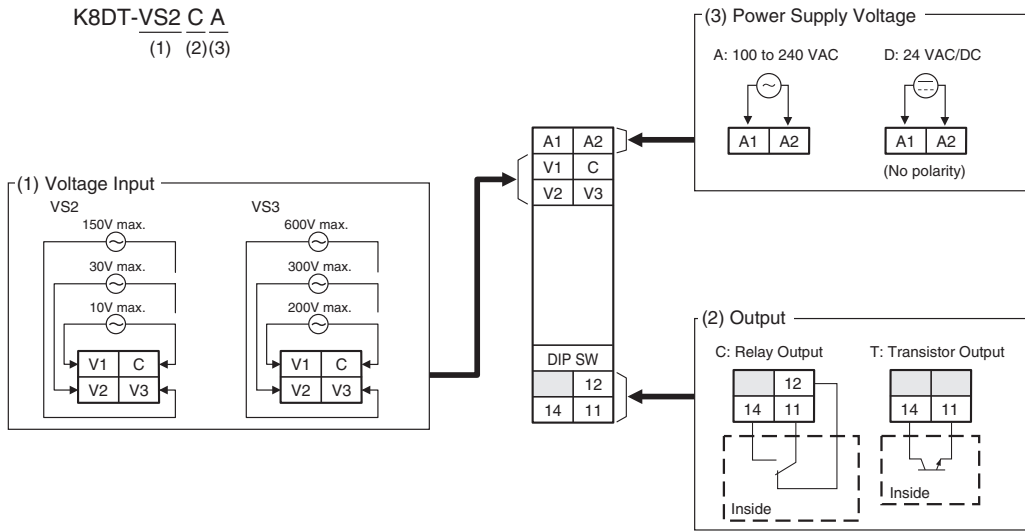 K8DT-VS2 C A
(1) (2) (3)
(3) Power Supply Voltage
A: 100 to 240 VAC D: 24 VAC/DC
A1 A2 A1 A2
(No polarity)
A1 A2
V1 C
V2 V3
DIP SW
12
14 11
(1) Voltage Input
VS2 VS3
150V max. 600V max.
30V max. 300V max.
10V max. 200V max.
V1 C V1 C
V2 V3 V2 V3
(2) Output
C: Relay Output T: Transistor Output
12
14 11 14 11
Inside Inside